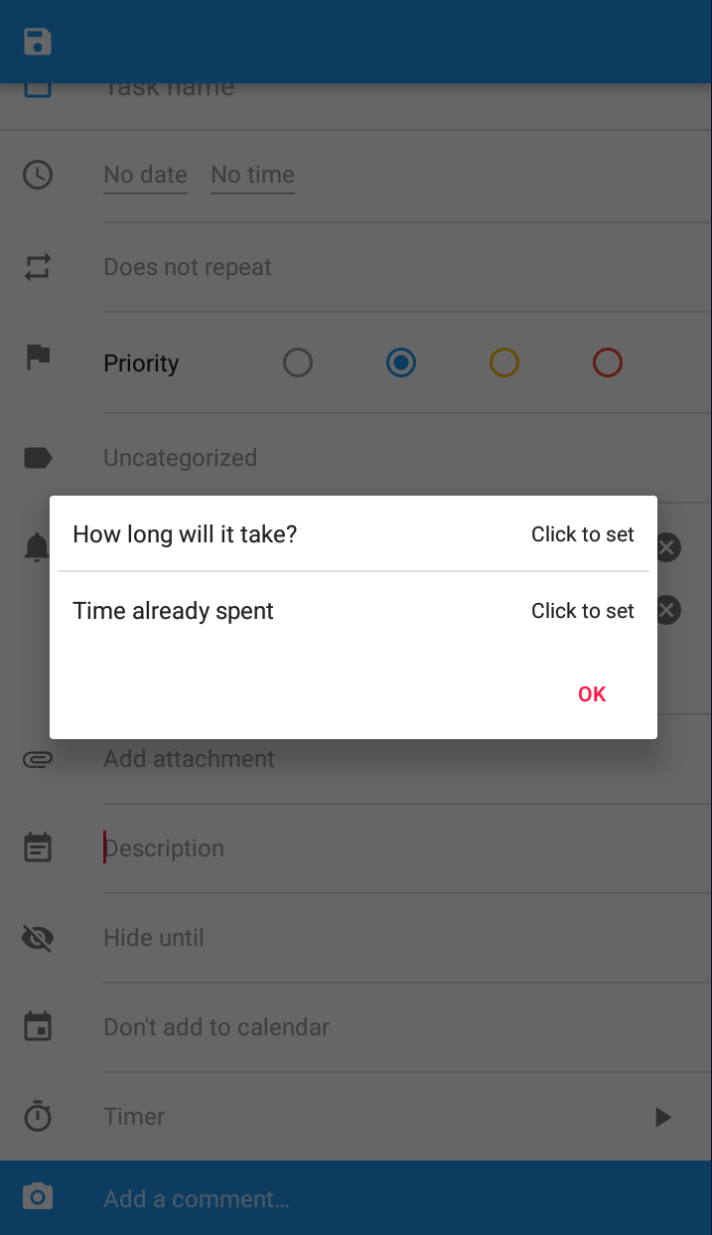 Task name
No date No time
Does not repeat
Priority
Uncategorized
How long will it take? Click to set
Time already spent Click to set
OK
Add attachment
Description
Hide until
Don't add to calendar
Timer
Add a comment...